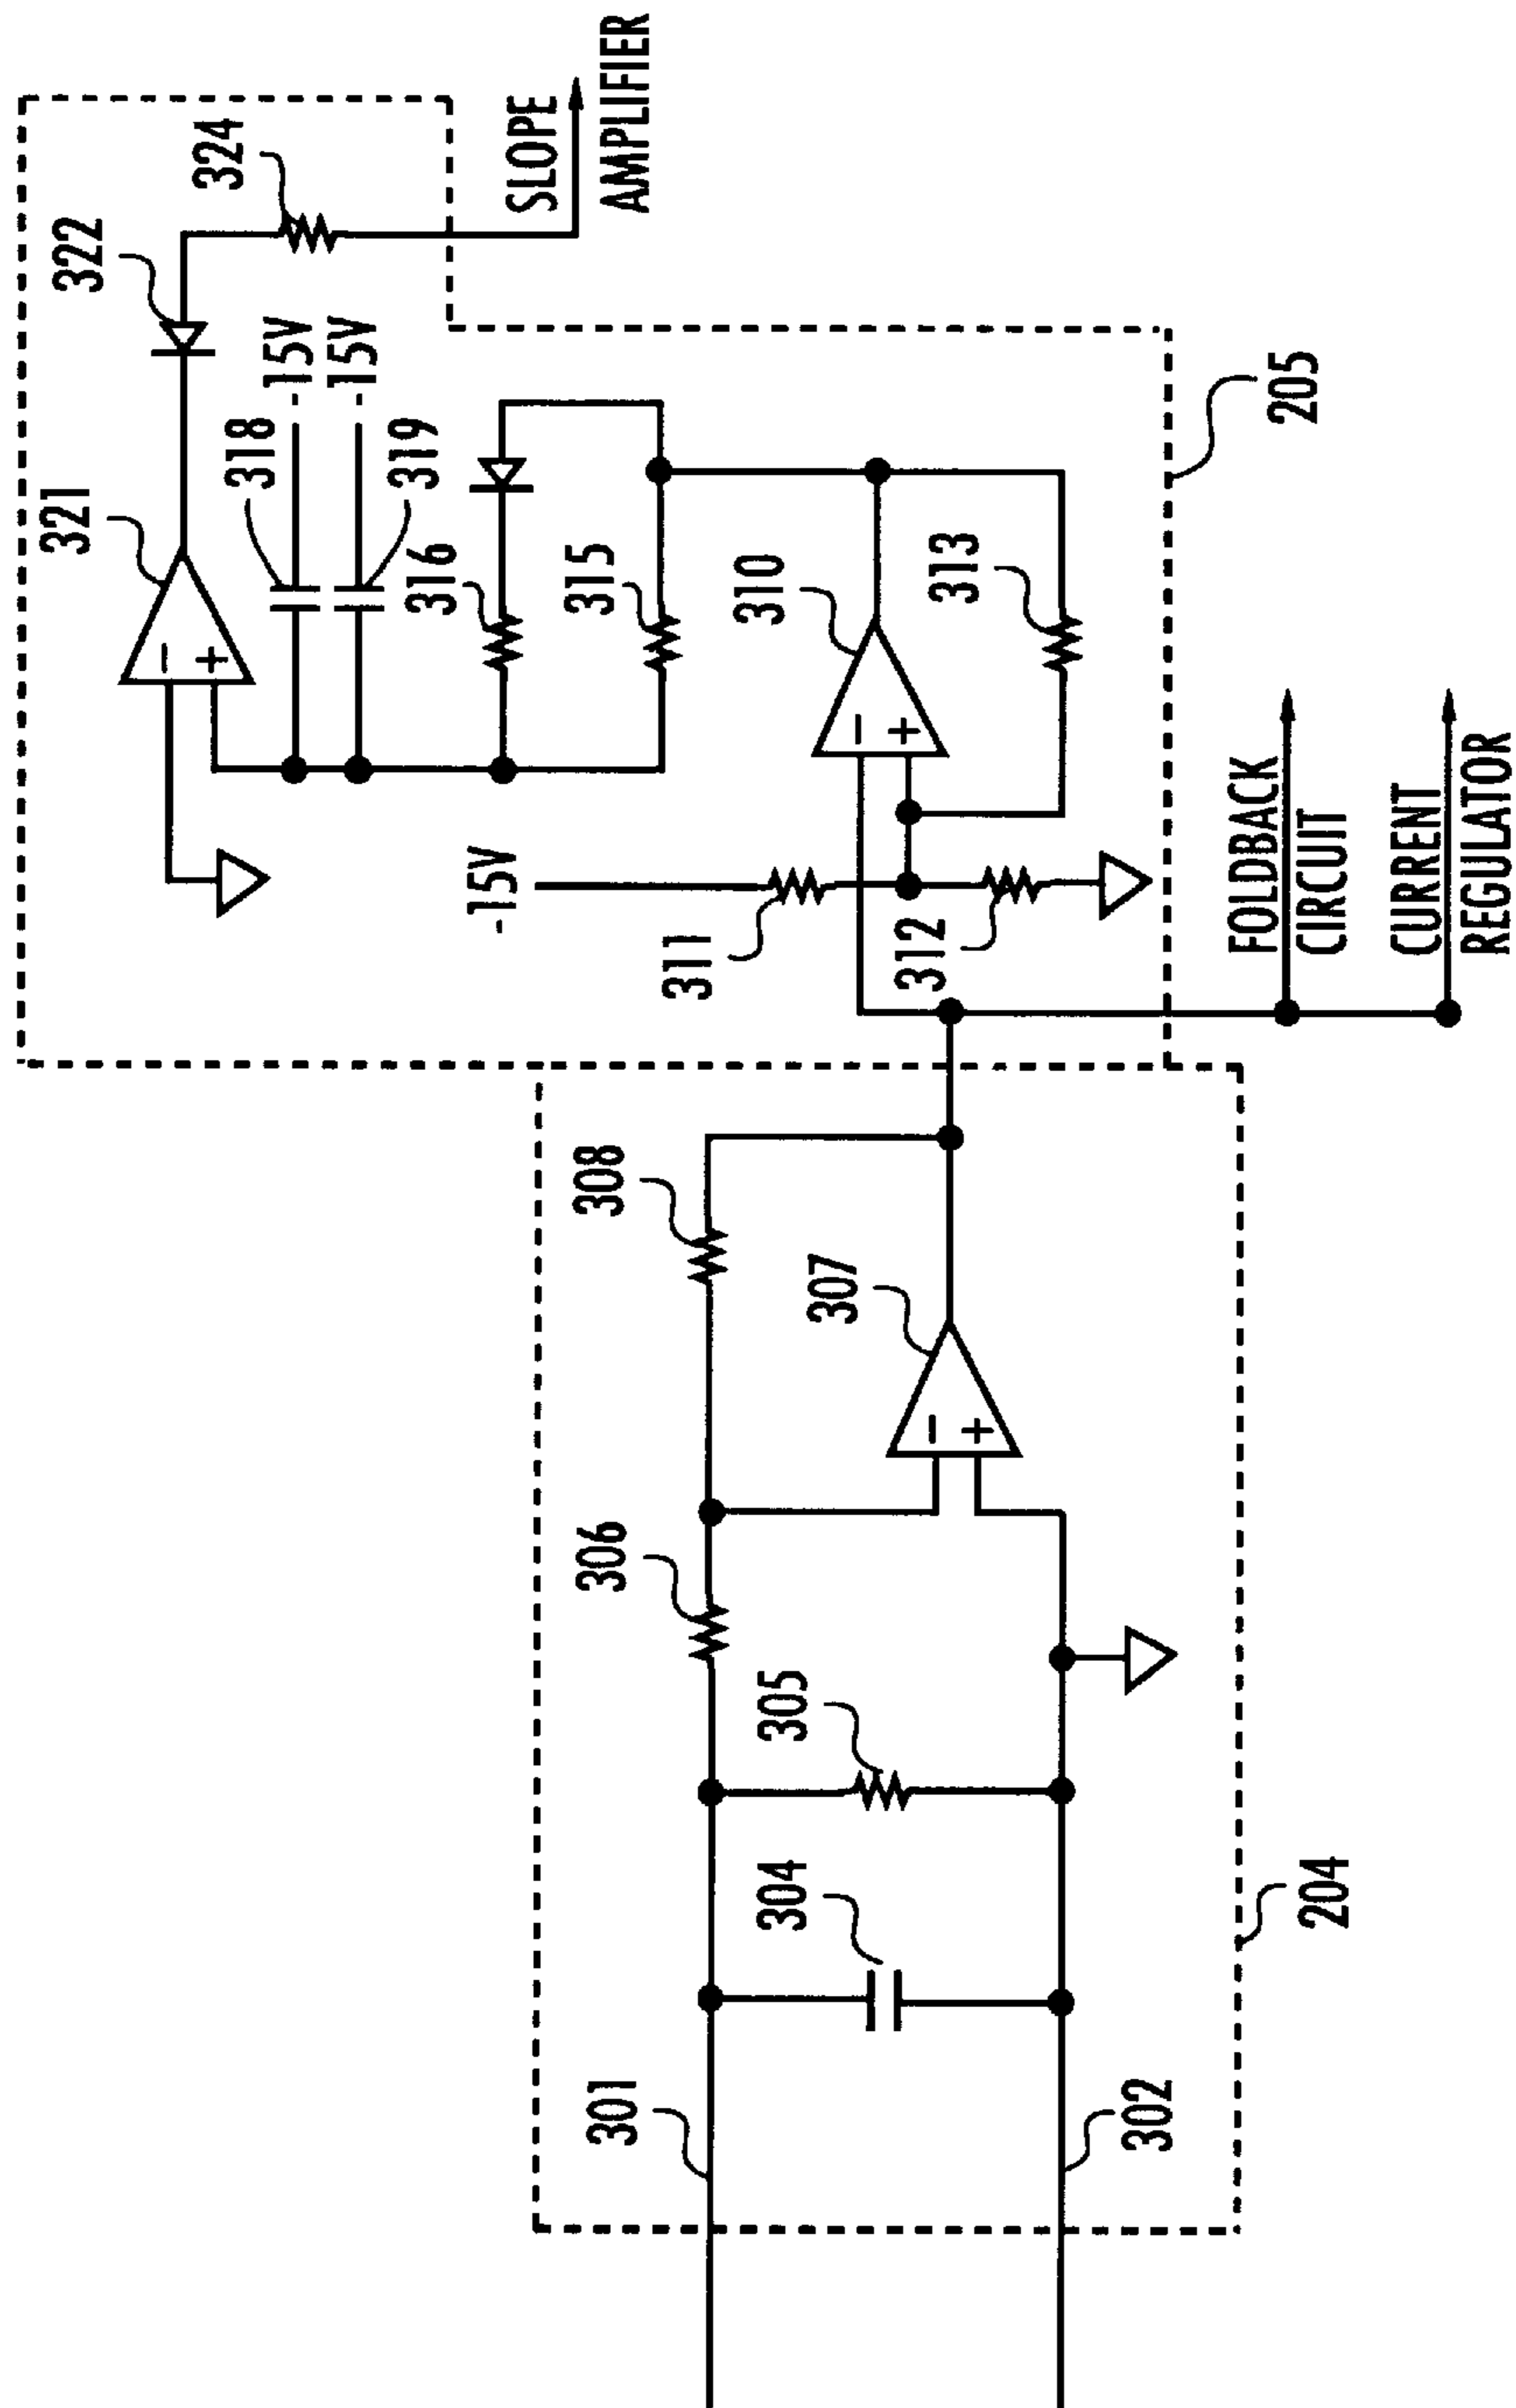 324
SLOPE
AMPLIFIER
322
-15V
-15V
321
318
319
316
315
310
313
205
-15V
311
312
FOLDBACK
CIRCUIT
CURRENT
REGULATOR
-
+
-
+
308
307
306
-
+
305
304
301
302
204